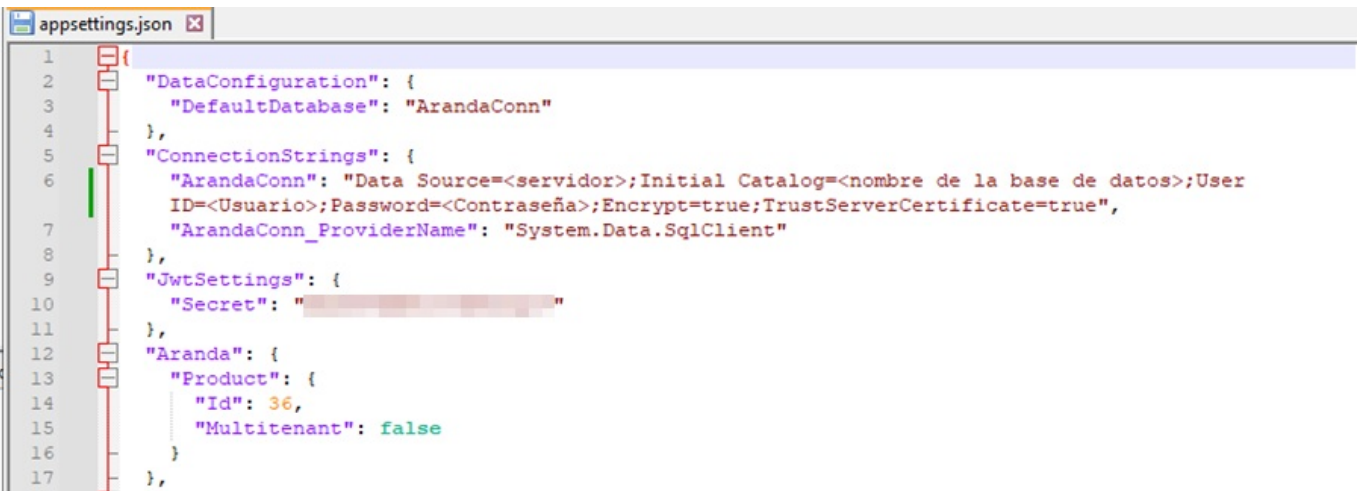 appsettings.json
1 {
2 "DataConfiguration": {
3 "DefaultDatabase": "ArandaConn"
4 },
5 "ConnectionStrings": {
6 "ArandaConn": "Data Source=<servidor>;Initial Catalog=<nombre de la base de datos>;User
ID=<Usuario>;Password=<Contraseña>;Encrypt=true;TrustServerCertificate=true",
7 "ArandaConn_ProviderName": "System.Data.SqlClient"
8 },
9 "JwtSettings": {
10 "Secret": " "
11 },
12 "Aranda": {
13 "Product": {
14 "Id": 36,
15 "Multitenant": false
16 }
17 },